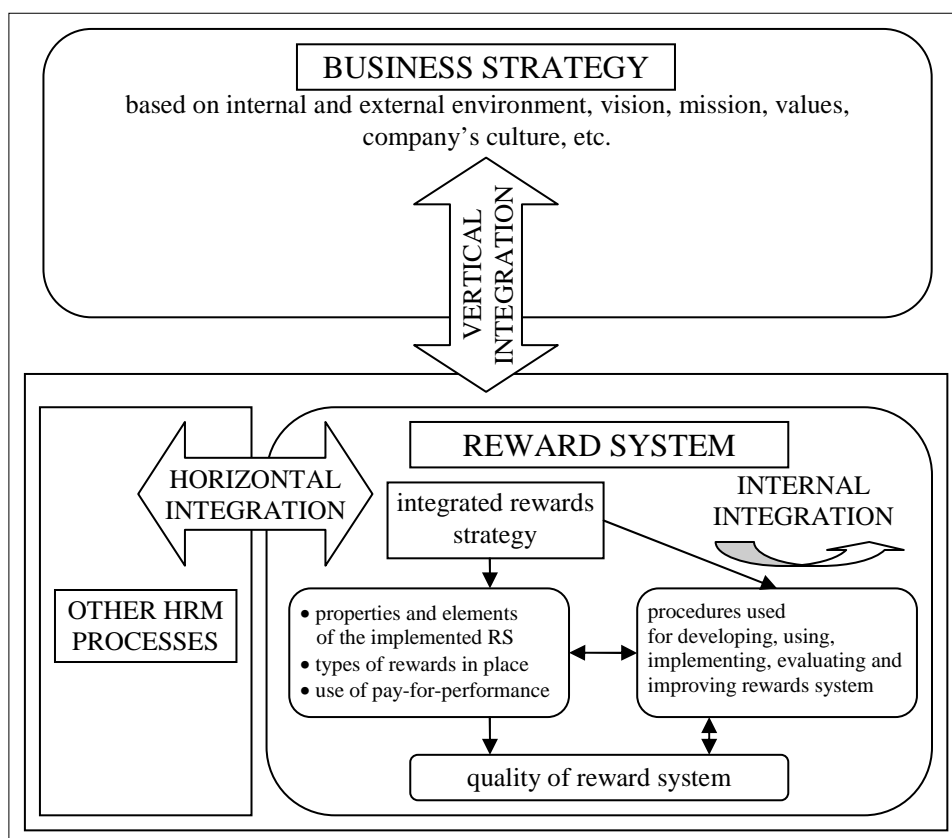 BUSINESS STRATEGY
based on internal and external environment, vision, mission, values,
company’s culture, etc.
VERTICAL
INTEGRATION
HORIZONTAL
INTEGRATION
OTHER HRM
PROCESSES
REWARD SYSTEM
integrated rewards
strategy
INTERNAL
INTEGRATION
• properties and elements
of the implemented RS
• types of rewards in place
• use of pay-for-performance
procedures used
for developing, using,
implementing, evaluating and
improving rewards system
quality of reward system